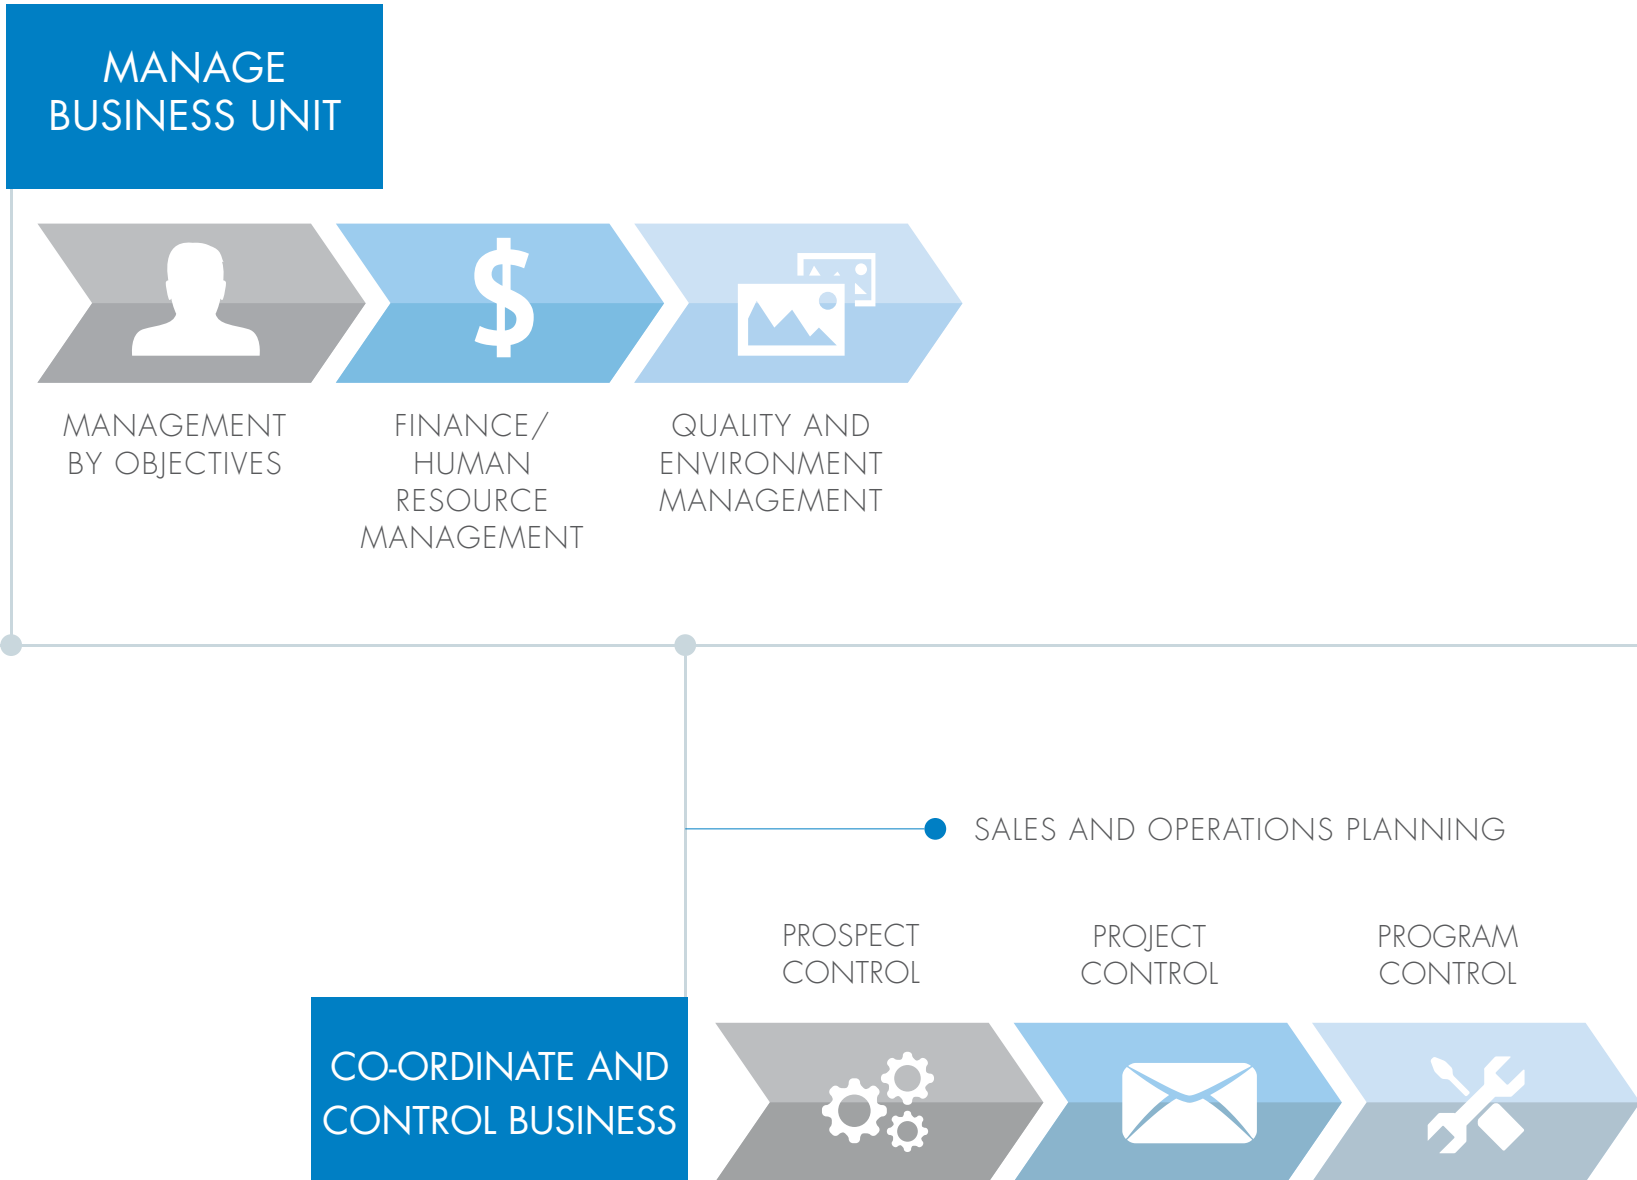 MANAGE
BUSINESS UNIT
$
MANAGEMENT
BY OBJECTIVES
FINANCE/
HUMAN
RESOURCE
MANAGEMENT
QUALITY AND
ENVIRONMENT
MANAGEMENT
SALES AND OPERATIONS PLANNING
PROSPECT
CONTROL
PROJECT
CONTROL
PROGRAM
CONTROL
CO-ORDINATE AND
CONTROL BUSINESS